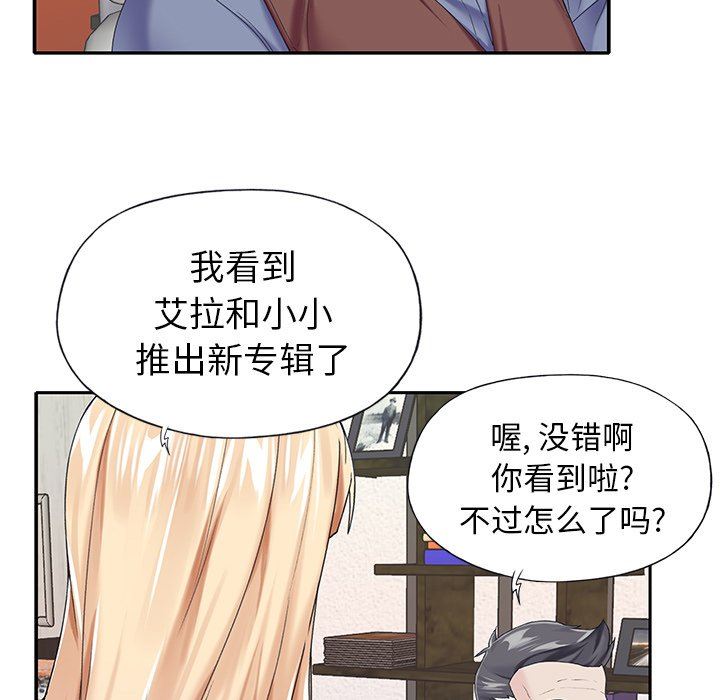 我看到
艾拉和小小
推出新专辑了
喔, 没错啊
你看到啦?
不过怎么了吗?